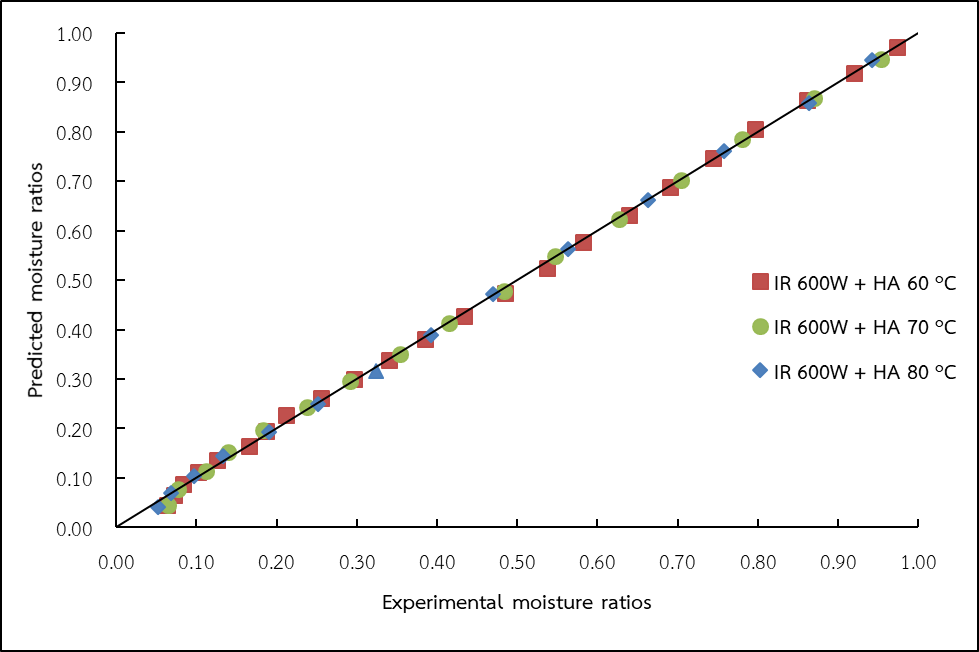 Predicted moisture ratios
1.00
0.90
0.80
0.70
0.60
0.50
0.40
0.30
0.20
0.10
0.00
IR 600W + HA 60 ºC
IR 600W + HA 70 ºC
IR 600W + HA 80 ºC
0.00 0.10 0.20 0.30 0.40 0.50 0.60 0.70 0.80 0.90 1.00
Experimental moisture ratios